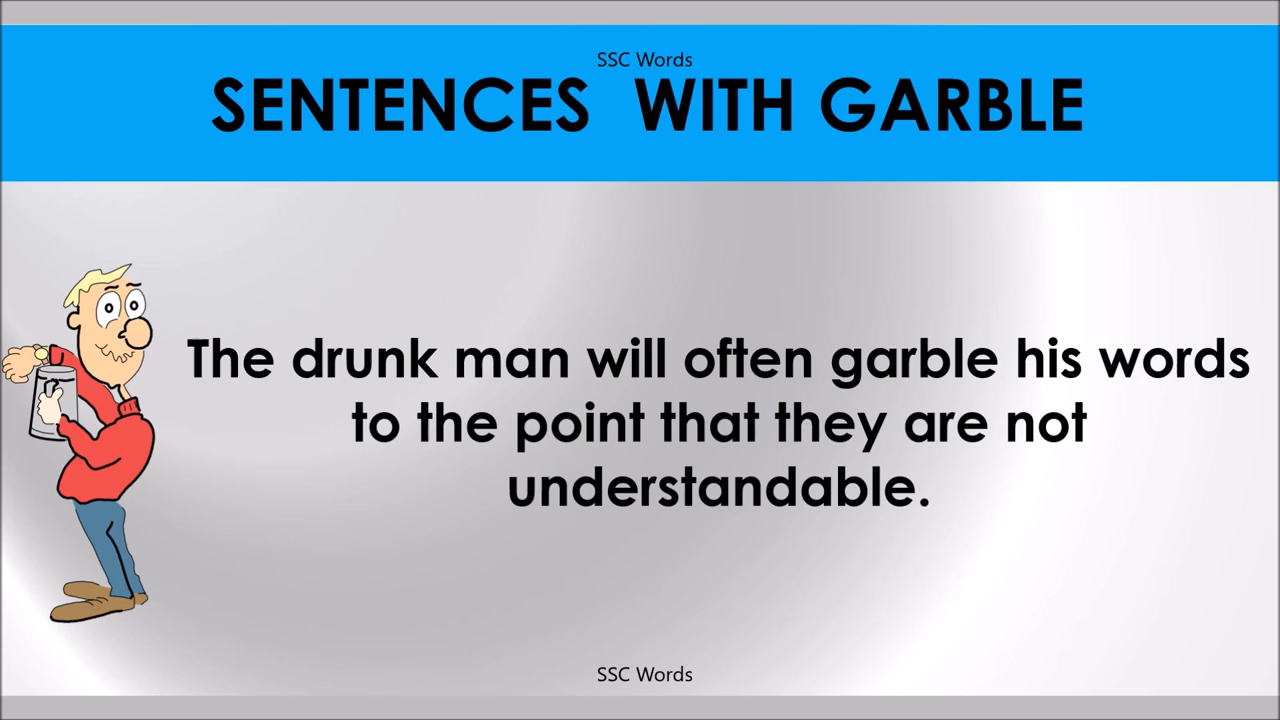 SSC Words
SENTENCES WITH GARBLE
The drunk man will often garble his words
to the point that they are not
understandable.
SSC Words